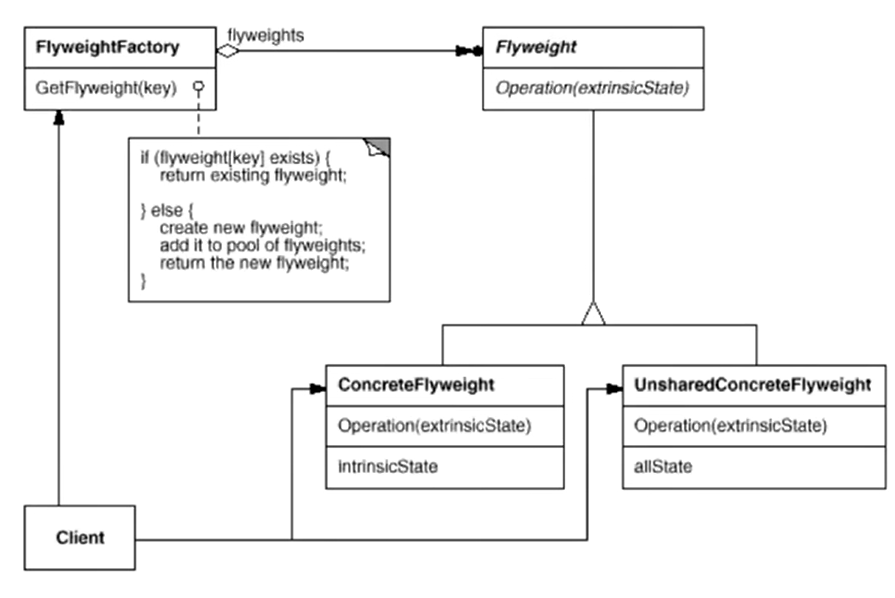 FlyweightFactory
flyweights
Flyweight
GetFlyweight(key)
Operation(extrinsicState)
if (flyweight[key] exists) {
return existing flyweight;
} else {
create new flyweight;
add it to pool of flyweights;
return the new flyweight;
}
ConcreteFlyweight
UnsharedConcreteFlyweight
Operation(extrinsicState)
Operation(extrinsicState)
intrinsicState
allState
Client